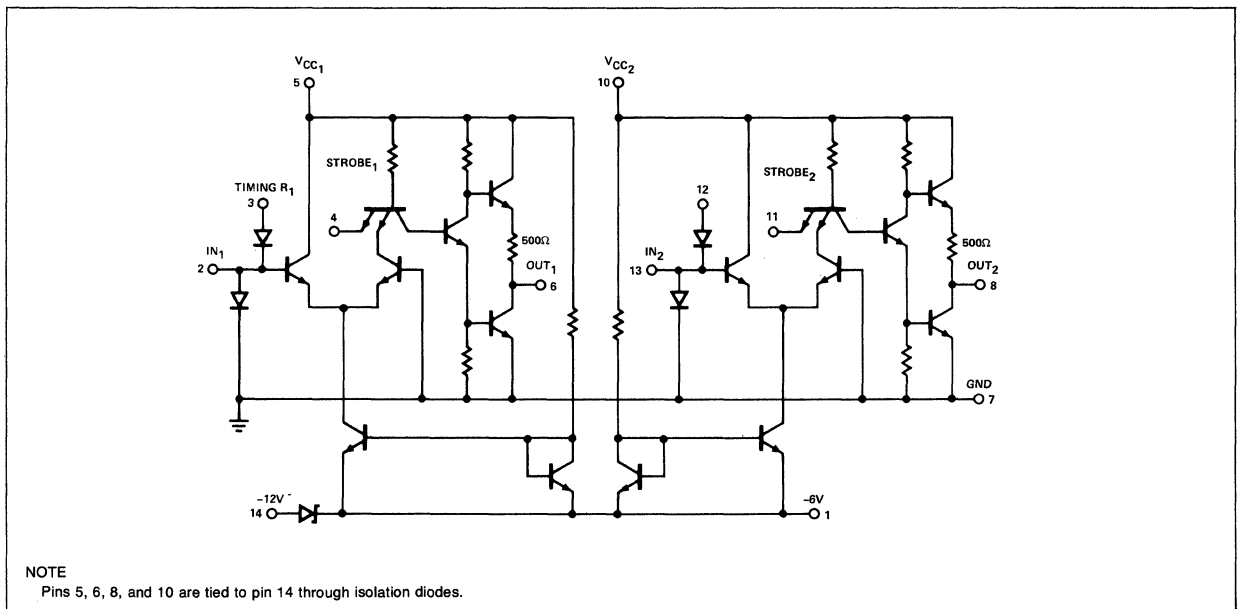 VCC1
5
VCC2
10
STROBE1
TIMING R1
3
4
IN1
2
500Ω
OUT1
6
STROBE2
12
11
IN2
13
500Ω
OUT2
8
GND
7
-12V
14
-6V
1
NOTE
Pins 5, 6, 8, and 10 are tied to pin 14 through isolation diodes.